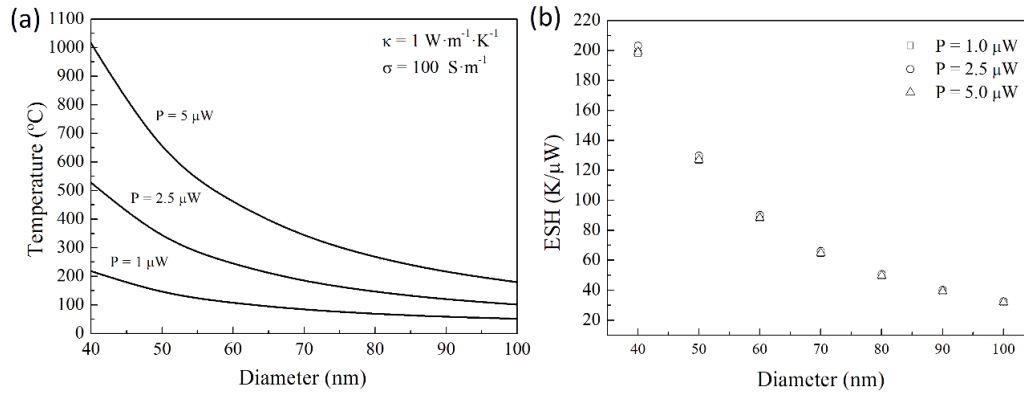 (a)
Temperature (ºC)
1100
1000
900
800
700
600
500
400
300
200
100
0
κ = 1 W·m⁻¹·K⁻¹
σ = 100 S·m⁻¹
P = 5 μW
P = 2.5 μW
P = 1 μW
40 50 60 70 80 90 100
Diameter (nm)
(b)
ESH (K/μW)
220
200
180
160
140
120
100
80
60
40
20
P = 1.0 μW
P = 2.5 μW
P = 5.0 μW
40 50 60 70 80 90 100
Diameter (nm)